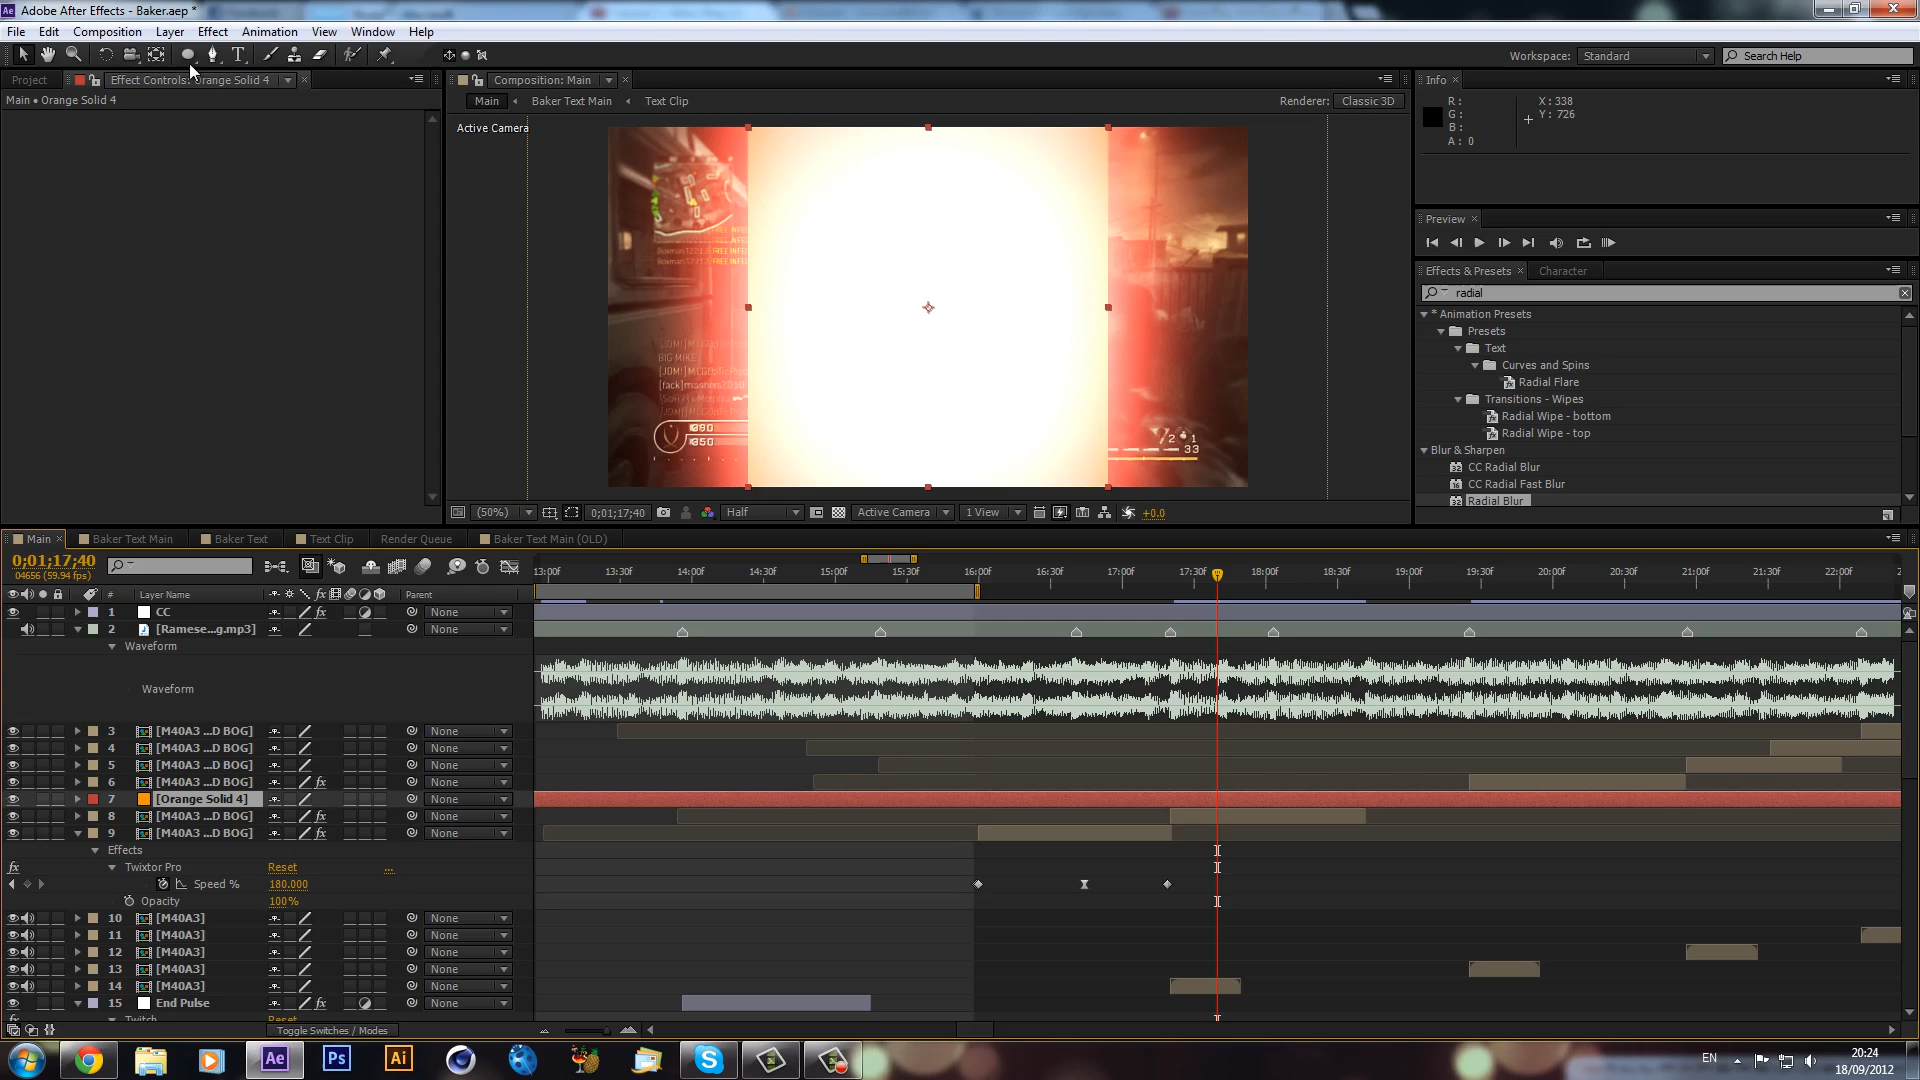 Adobe After Effects - Baker.aep *
File Edit Composition Layer Effect Animation View Window Help
Workspace: Standard Search Help
Project Effect Controls: Orange Solid 4
Main • Orange Solid 4
Composition: Main
Main Baker Text Main Text Clip
Renderer: Classic 3D
Active Camera
BIG MIKE
2 1
33
(50%) 0;01;17;40 Half Active Camera 1 View +0.0
Info
R: X: 338
G: Y: 726
B:
A: 0
Preview
Effects & Presets Character
radial
* Animation Presets
Presets
Text
Curves and Spins
Radial Flare
Transitions - Wipes
Radial Wipe - bottom
Radial Wipe - top
Blur & Sharpen
CC Radial Blur
CC Radial Fast Blur
Radial Blur
Main Baker Text Main Baker Text Text Clip Render Queue Baker Text Main (OLD)
0;01;17;40
04656 (59.94 fps)
13:00f 13:30f 14:00f 14:30f 15:00f 15:30f 16:00f 16:30f 17:00f 17:30f 18:00f 18:30f 19:00f 19:30f 20:00f 20:30f 21:00f 21:30f 22:00f
# Layer Name Parent
1 CC None
2 [Ramese...g.mp3] None
Waveform
Waveform
3 [M40A3 ...D BOG] None
4 [M40A3 ...D BOG] None
5 [M40A3 ...D BOG] None
6 [M40A3 ...D BOG] None
7 [Orange Solid 4] None
8 [M40A3 ...D BOG] None
9 [M40A3 ...D BOG] None
Effects
Twixtor Pro Reset ...
Speed % 180.000
Opacity 100%
10 [M40A3] None
11 [M40A3] None
12 [M40A3] None
13 [M40A3] None
14 [M40A3] None
15 End Pulse None
Twitch Reset
Toggle Switches / Modes
Ae Ps Ai
EN
20:24
18/09/2012